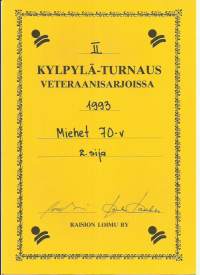 II
KYLPYLÄ-TURNAUS
VETERAANISARJOISSA
1993
Miehet 70-v
2. sija
RAISION LOIMU RY